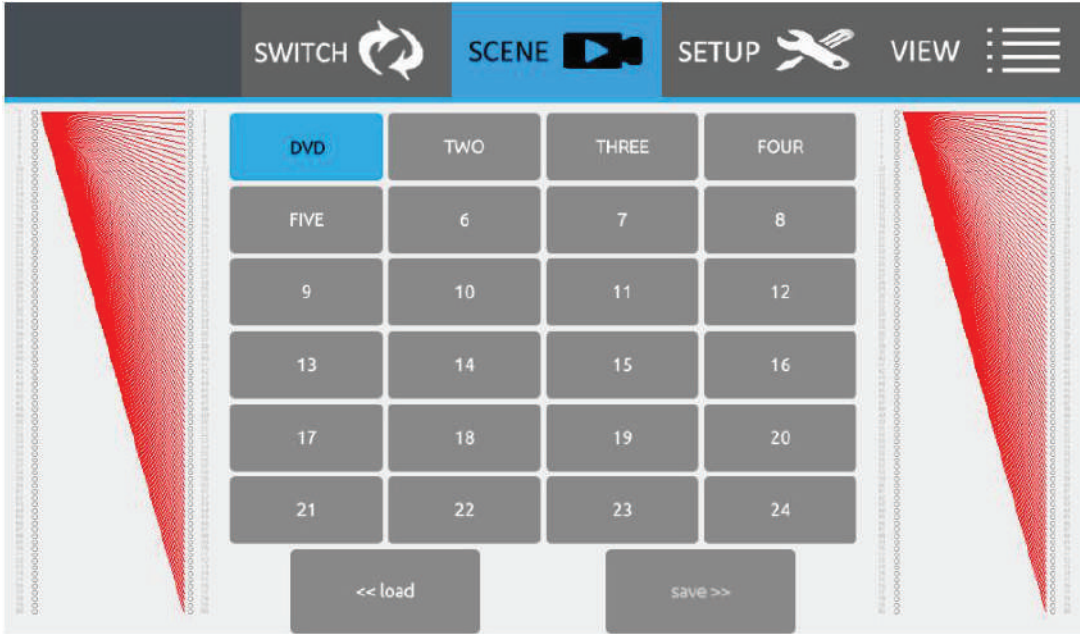 SWITCH SCENE SETUP VIEW
DVD TWO THREE FOUR
FIVE 6 7 8
9 10 11 12
13 14 15 16
17 18 19 20
21 22 23 24
<< load save >>